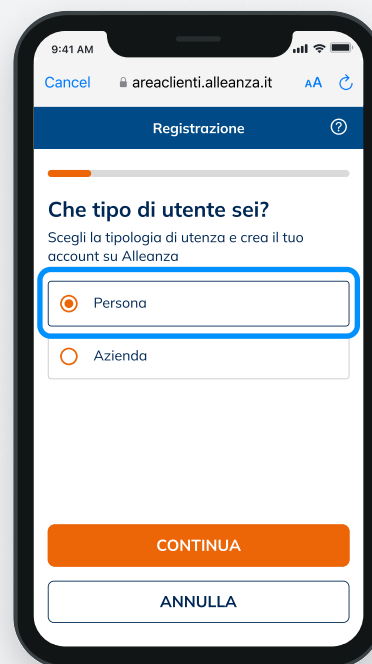 9:41 AM
Cancel areaclienti.alleanza.it AA
Registrazione ?
Che tipo di utente sei?
Scegli la tipologia di utenza e crea il tuo
account su Alleanza
Persona
Azienda
CONTINUA
ANNULLA